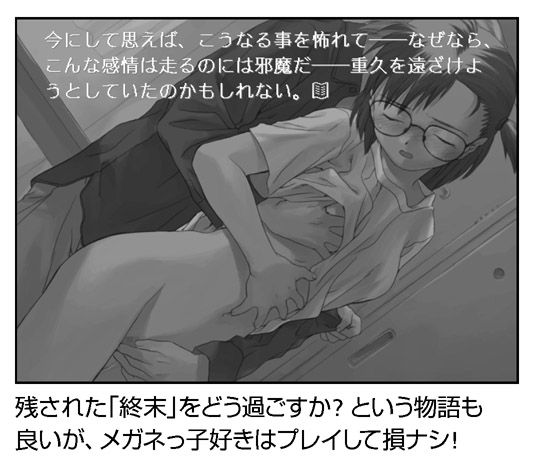 今にして思えば、こうなる事を怖れて――なぜなら、
こんな感情は走るのには邪魔だ――重久を遠ざけよ
うとしていたのかもしれない。
残された「終末」をどう過ごすか? という物語も
良いが、メガネっ子好きはプレイして損ナシ!